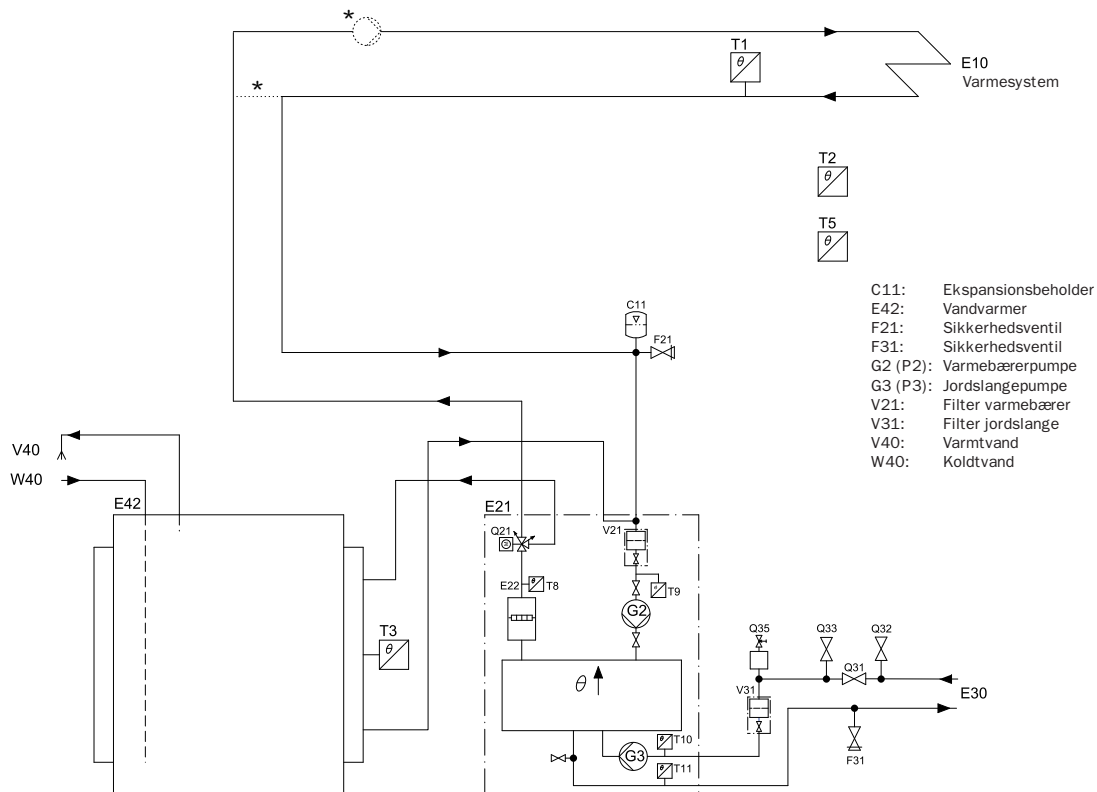 *
T1
θ
E10
Varmesystem
*
T2
θ
T5
θ
C11: Ekspansionsbeholder
E42: Vandvarmer
F21: Sikkerhedsventil
F31: Sikkerhedsventil
G2 (P2): Varmebærerpumpe
G3 (P3): Jordslangepumpe
V21: Filter varmebærer
V31: Filter jordslange
V40: Varmtvand
W40: Koldtvand
C11
F21
V40
W40
E42
E21
Q21
V21
E22
θ
T8
T9
G2
T3
θ
θ
Q35
Q33
Q32
Q31
E30
V31
G3
θ
T10
θ
T11
F31